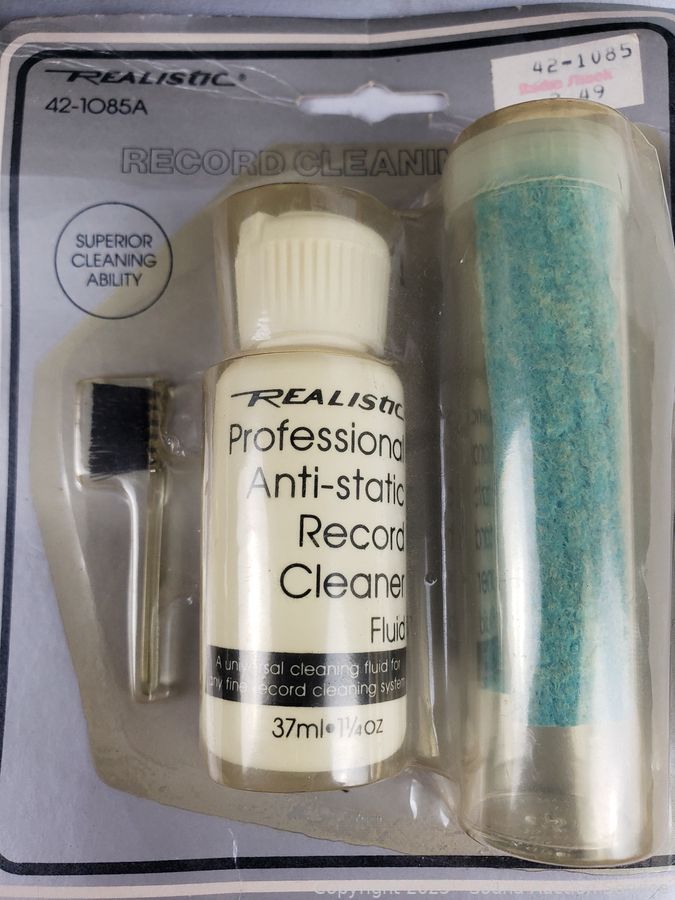 REALISTIC®
42-1085A
42-1085
Radio Shack
2.49
RECORD CLEANIN
SUPERIOR
CLEANING
ABILITY
REALISTIC
Professional
Anti-static
Record
Cleaner
Fluid
A universal cleaning fluid for
any fine record cleaning system
37ml•1¼oz